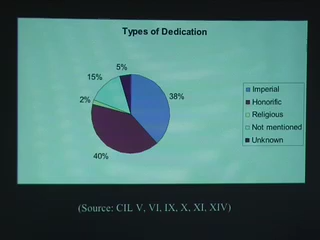 Types of Dedication
5%
15%
38%
2%
40%
Imperial
Honorific
Religious
Not mentioned
Unknown
(Source: CIL V, VI, IX, X, XI, XIV)